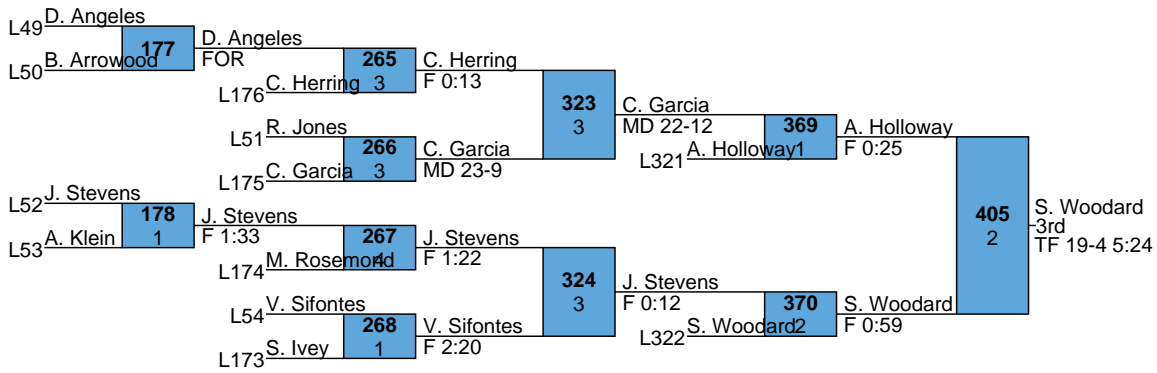 D. Angeles
L49
177
D. Angeles
FOR
B. Arrowood
L50
265
3
C. Herring
F 0:13
C. Herring
L176
323
3
C. Garcia
MD 22-12
R. Jones
L51
266
3
C. Garcia
MD 23-9
C. Garcia
L175
369
1
A. Holloway
F 0:25
A. Holloway
L321
J. Stevens
L52
178
1
J. Stevens
F 1:33
A. Klein
L53
405
2
S. Woodard
3rd
TF 19-4 5:24
267
4
J. Stevens
F 1:22
M. Rosemond
L174
324
3
J. Stevens
F 0:12
V. Sifontes
L54
268
1
V. Sifontes
F 2:20
S. Ivey
L173
370
2
S. Woodard
F 0:59
S. Woodard
L322